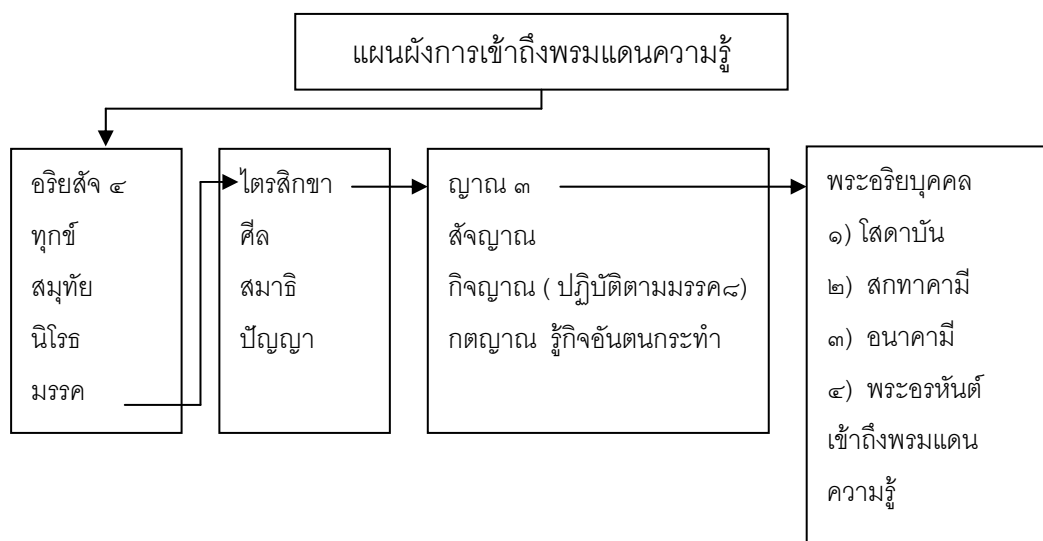 แผนผังการเข้าถึงพรมแดนความรู้
อริยสัจ ๔
ทุกข์
สมุทัย
นิโรธ
มรรค
ไตรสิกขา
ศีล
สมาธิ
ปัญญา
ญาณ ๓
สัจญาณ
กิจญาณ ( ปฏิบัติตามมรรค๘)
กตญาณ รู้กิจอันตนกระทำ
พระอริยบุคคล
๑) โสดาบัน
๒) สกทาคามี
๓) อนาคามี
๔) พระอรหันต์
เข้าถึงพรมแดน
ความรู้